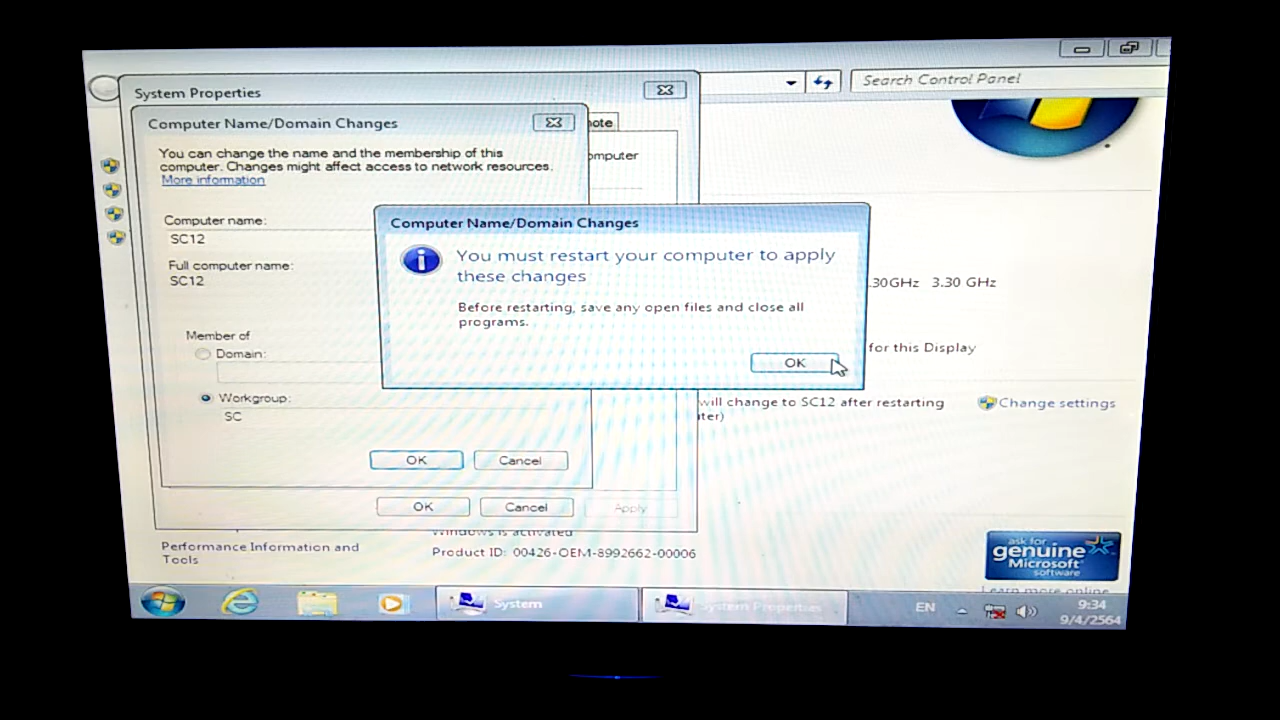 Search Control Panel
System Properties
Computer Name/Domain Changes
You can change the name and the membership of this
computer. Changes might affect access to network resources.
More information
Computer name:
SC12
Full computer name:
SC12
Member of
Domain:
Workgroup:
SC
OK Cancel
OK Cancel Apply
Computer Name/Domain Changes
You must restart your computer to apply
these changes
Before restarting, save any open files and close all
programs.
OK
.30GHz 3.30 GHz
for this Display
will change to SC12 after restarting
Change settings
Windows is activated
Product ID: 00426-OEM-8992662-00006
Performance Information and
Tools
ask for
genuine
Microsoft
software
Learn more online
System
System Properties
EN
9:34
9/4/2564